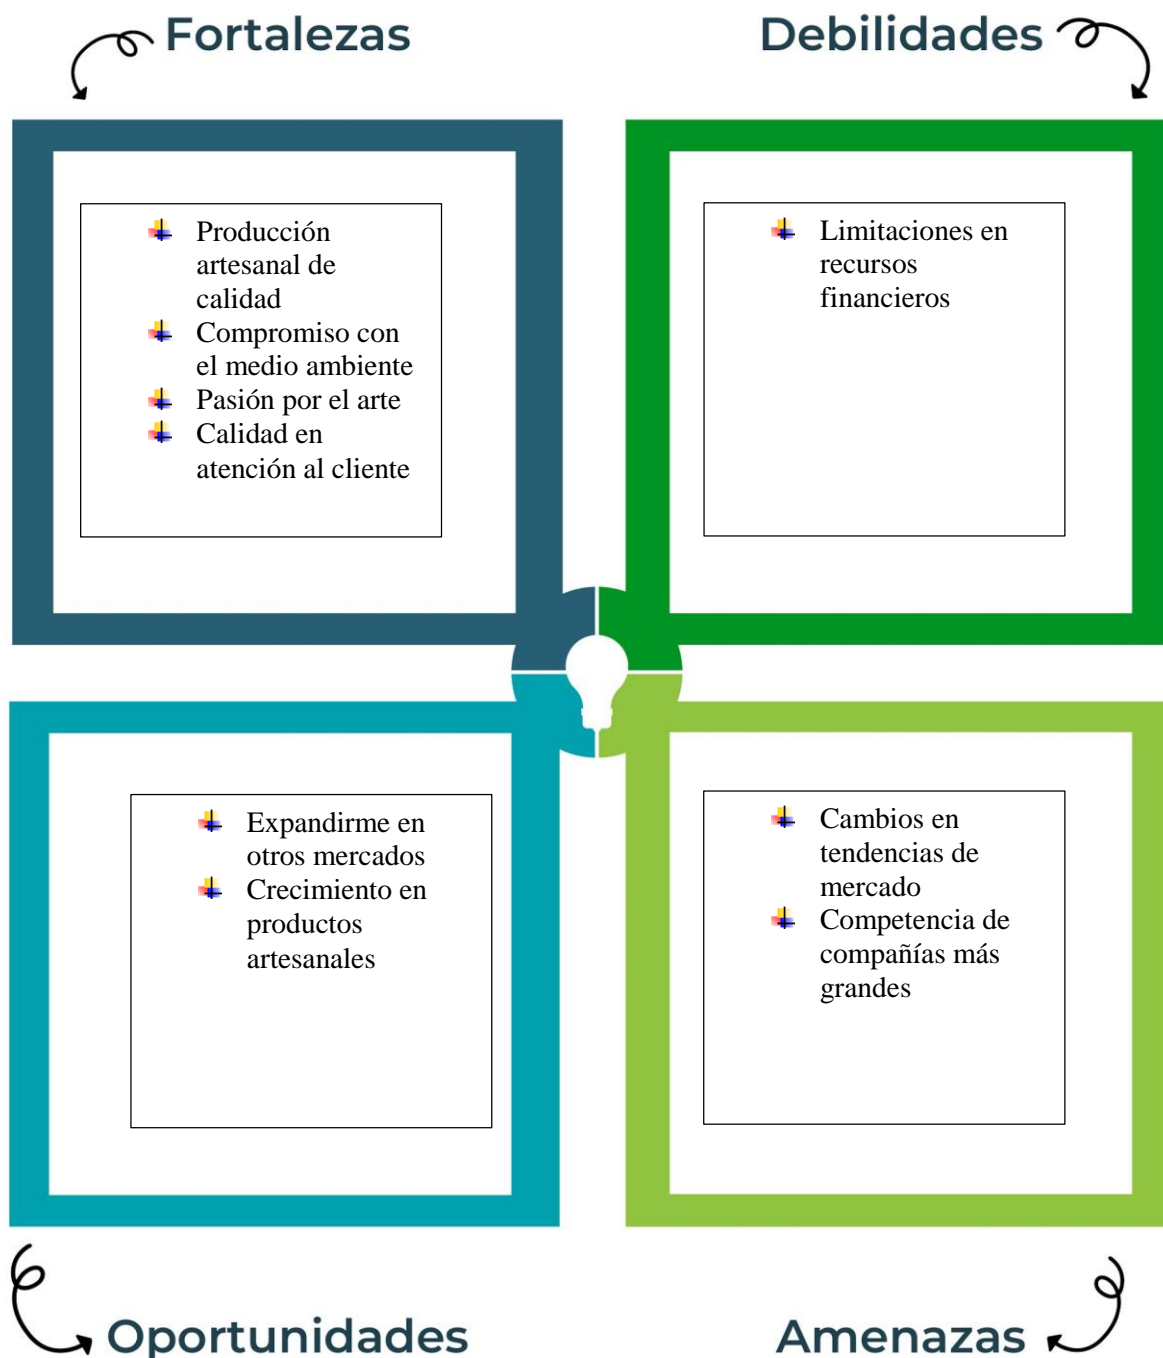 Fortalezas
Debilidades
Producción
artesanal de
calidad
Compromiso con
el medio ambiente
Pasión por el arte
Calidad en
atención al cliente
Limitaciones en
recursos
financieros
Expandirme en
otros mercados
Crecimiento en
productos
artesanales
Cambios en
tendencias de
mercado
Competencia de
compañías más
grandes
Oportunidades
Amenazas